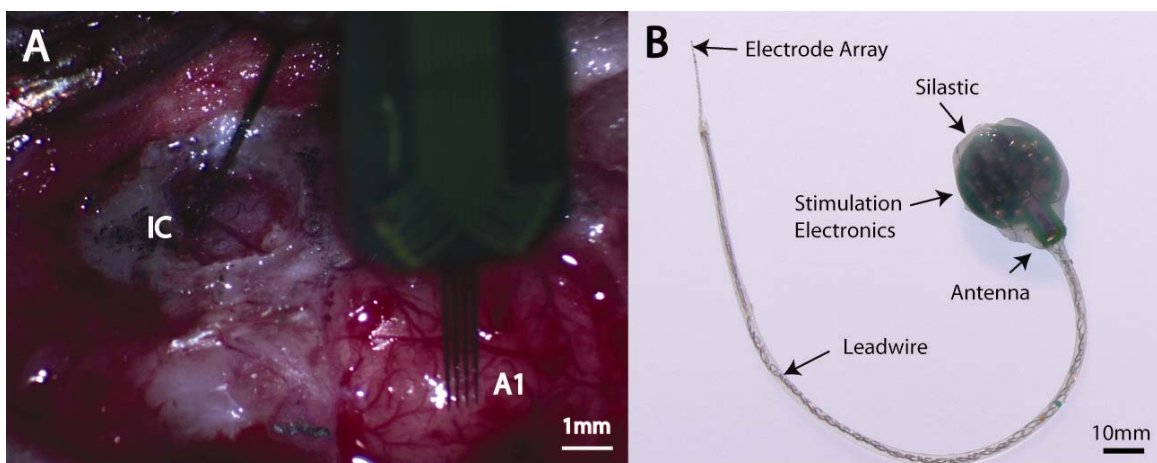 A
IC
A1
1mm
B
Electrode Array
Silastic
Stimulation
Electronics
Antenna
Leadwire
10mm